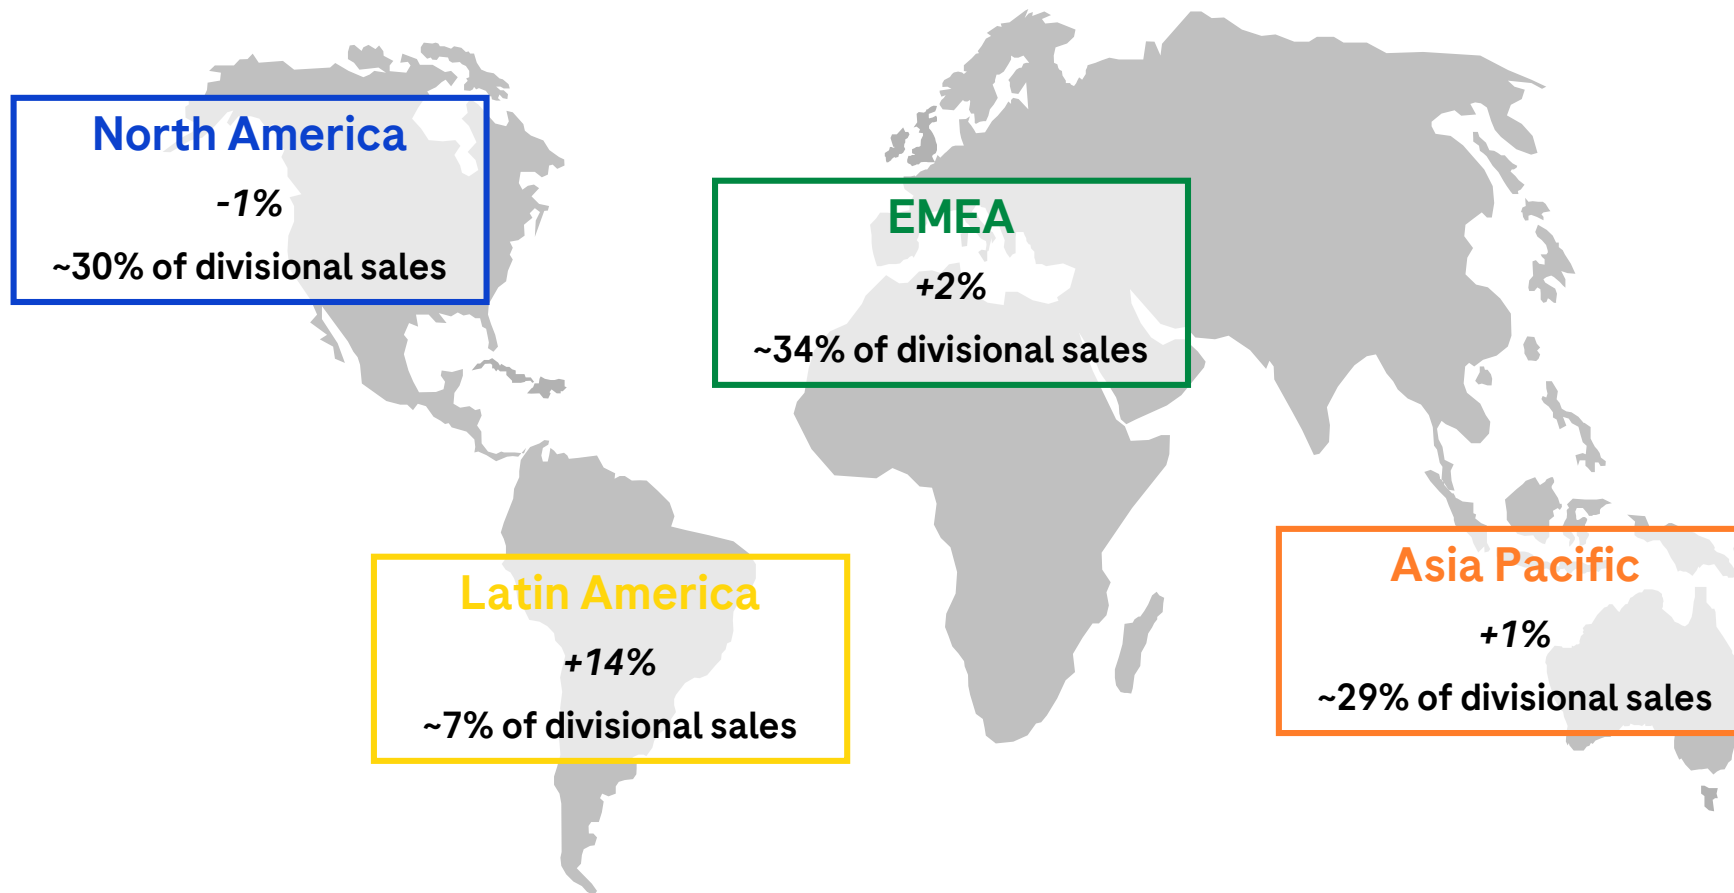 North America
-1%
~30% of divisional sales
EMEA
+2%
~34% of divisional sales
Latin America
+14%
~7% of divisional sales
Asia Pacific
+1%
~29% of divisional sales